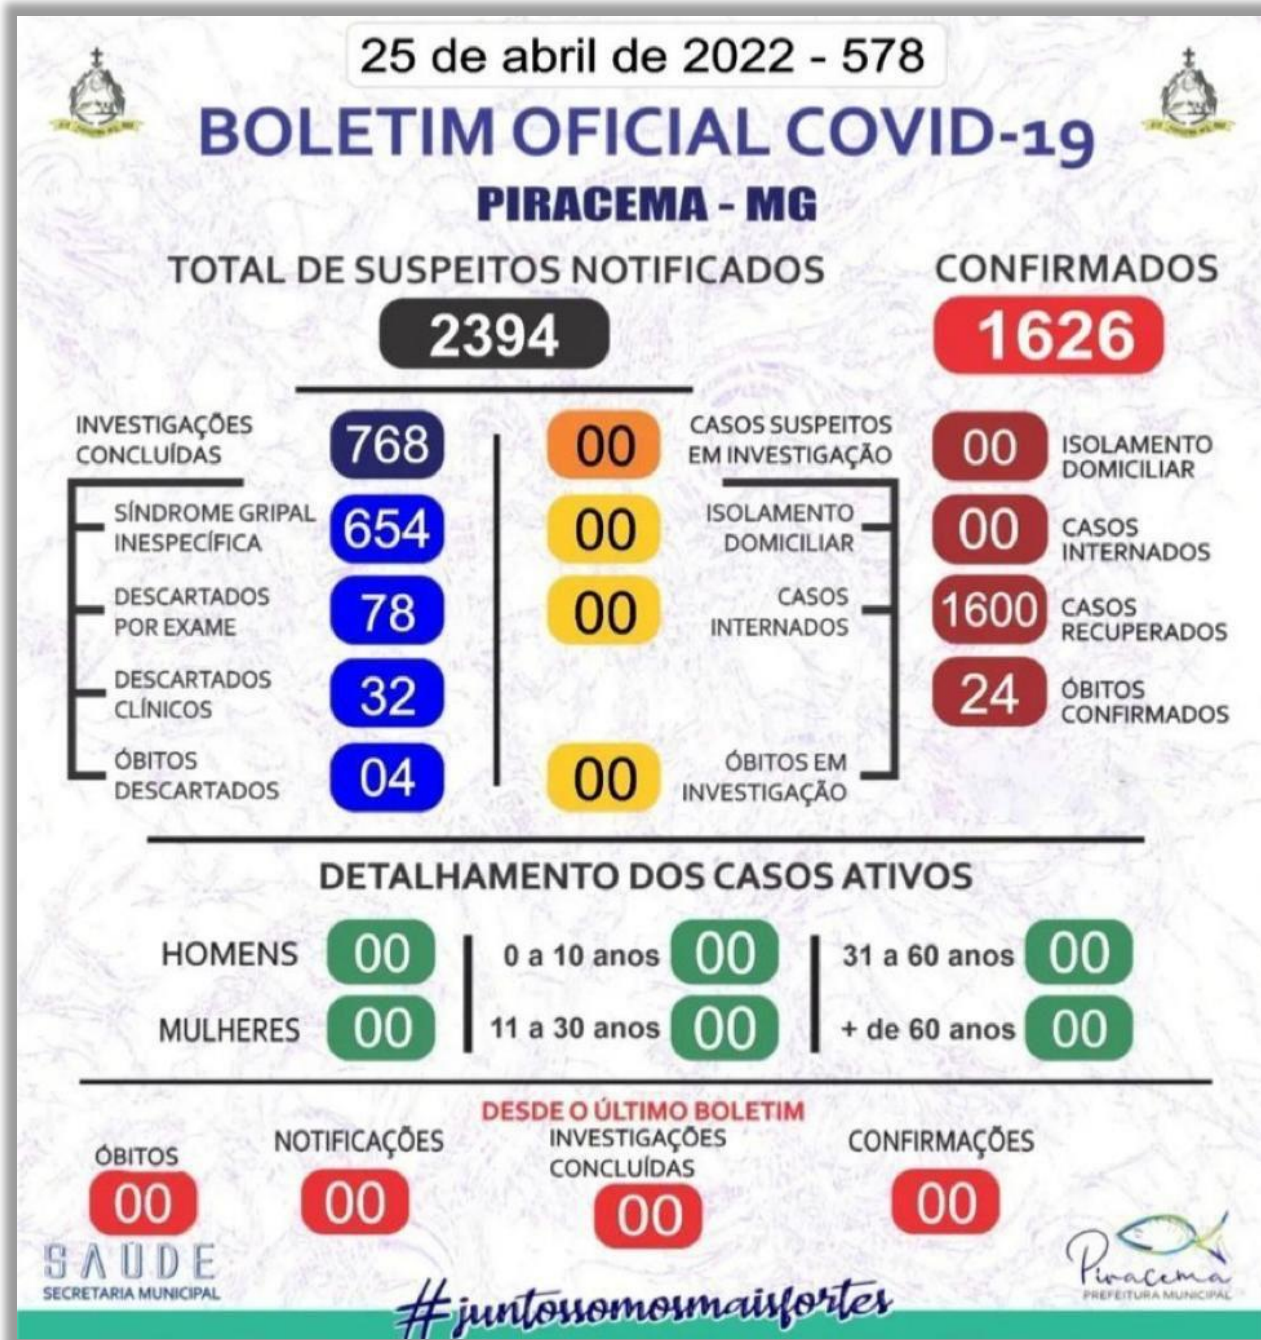 25 de abril de 2022 - 578
BOLETIM OFICIAL COVID-19
PIRACEMA - MG
TOTAL DE SUSPEITOS NOTIFICADOS
2394
CONFIRMADOS
1626
INVESTIGAÇÕES
CONCLUÍDAS
768
SÍNDROME GRIPAL
INESPECÍFICA
654
DESCARTADOS
POR EXAME
78
DESCARTADOS
CLÍNICOS
32
ÓBITOS
DESCARTADOS
04
00
CASOS SUSPEITOS
EM INVESTIGAÇÃO
00
ISOLAMENTO
DOMICILIAR
00
CASOS
INTERNADOS
00
ÓBITOS EM
INVESTIGAÇÃO
00
ISOLAMENTO
DOMICILIAR
00
CASOS
INTERNADOS
1600
CASOS
RECUPERADOS
24
ÓBITOS
CONFIRMADOS
DETALHAMENTO DOS CASOS ATIVOS
HOMENS 00
MULHERES 00
0 a 10 anos 00
11 a 30 anos 00
31 a 60 anos 00
+ de 60 anos 00
DESDE O ÚLTIMO BOLETIM
ÓBITOS
00
NOTIFICAÇÕES
00
INVESTIGAÇÕES
CONCLUÍDAS
00
CONFIRMAÇÕES
00
SAÚDE
SECRETARIA MUNICIPAL
#juntossomosmaisfortes
Piracema
PREFEITURA MUNICIPAL